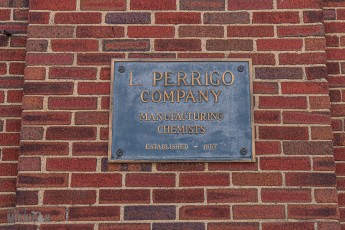 L. PERRIGO
COMPANY
MANUFACTURING
CHEMISTS
ESTABLISHED - 1887